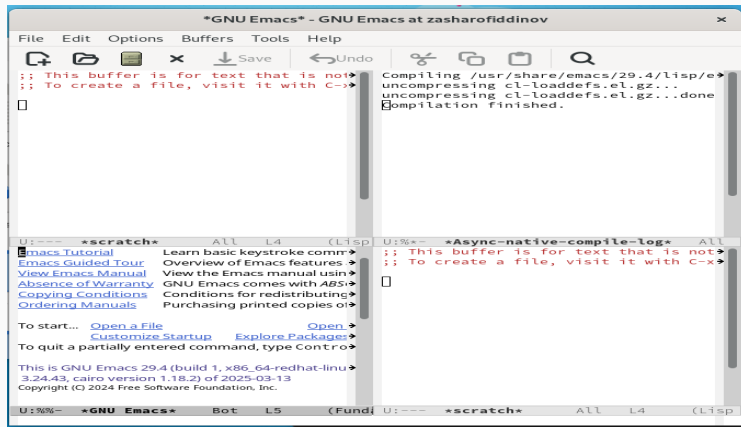 *GNU Emacs* - GNU Emacs at zasharofiddinov
File Edit Options Buffers Tools Help
Save Undo
;; This buffer is for text that is not
;; To create a file, visit it with C-x
U:--- *scratch* All L4 (Lisp
Compiling /usr/share/emacs/29.4/lisp/e
uncompressing cl-loaddefs.el.gz...
uncompressing cl-loaddefs.el.gz...done
Compilation finished.
U:%*- *Async-native-compile-log* All
Emacs Tutorial Learn basic keystroke comm
Emacs Guided Tour Overview of Emacs features
View Emacs Manual View the Emacs manual usin
Absence of Warranty GNU Emacs comes with ABS
Copying Conditions Conditions for redistributing
Ordering Manuals Purchasing printed copies of
To start... Open a File Open
Customize Startup Explore Packages
To quit a partially entered command, type Contro
This is GNU Emacs 29.4 (build 1, x86_64-redhat-linu
3.24.43, cairo version 1.18.2) of 2025-03-13
Copyright (C) 2024 Free Software Foundation, Inc.
U:%%- *GNU Emacs* Bot L5 (Funda
;; This buffer is for text that is not
;; To create a file, visit it with C-x
U:--- *scratch* All L4 (Lisp